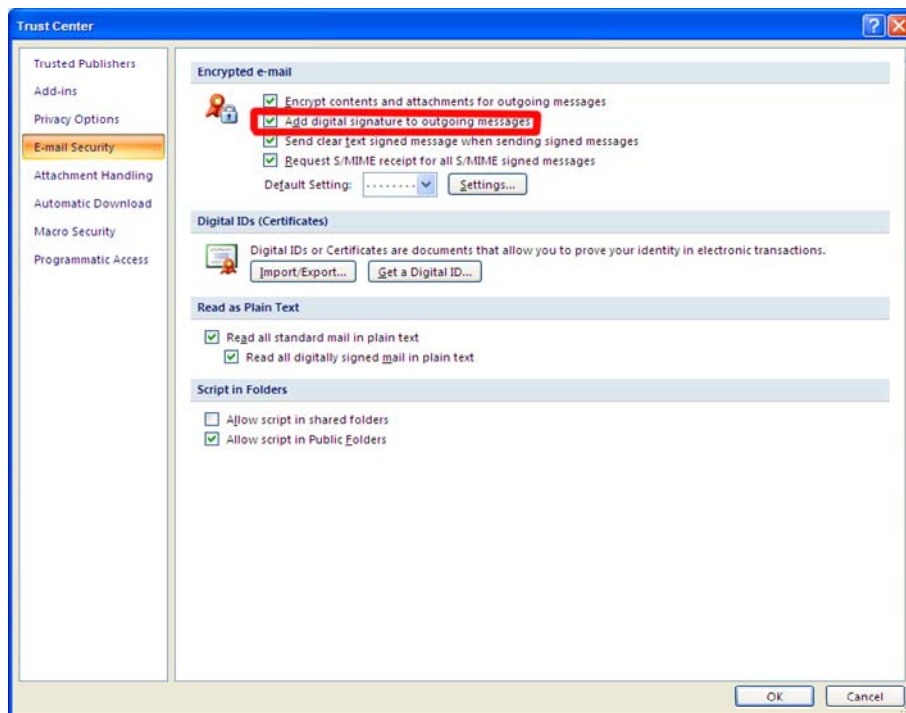 Trust Center
Trusted Publishers
Add-ins
Privacy Options
E-mail Security
Attachment Handling
Automatic Download
Macro Security
Programmatic Access
Encrypted e-mail
Encrypt contents and attachments for outgoing messages
Add digital signature to outgoing messages
Send clear text signed message when sending signed messages
Request S/MIME receipt for all S/MIME signed messages
Default Setting: ........ Settings...
Digital IDs (Certificates)
Digital IDs or Certificates are documents that allow you to prove your identity in electronic transactions.
Import/Export... Get a Digital ID...
Read as Plain Text
Read all standard mail in plain text
Read all digitally signed mail in plain text
Script in Folders
Allow script in shared folders
Allow script in Public Folders
OK Cancel